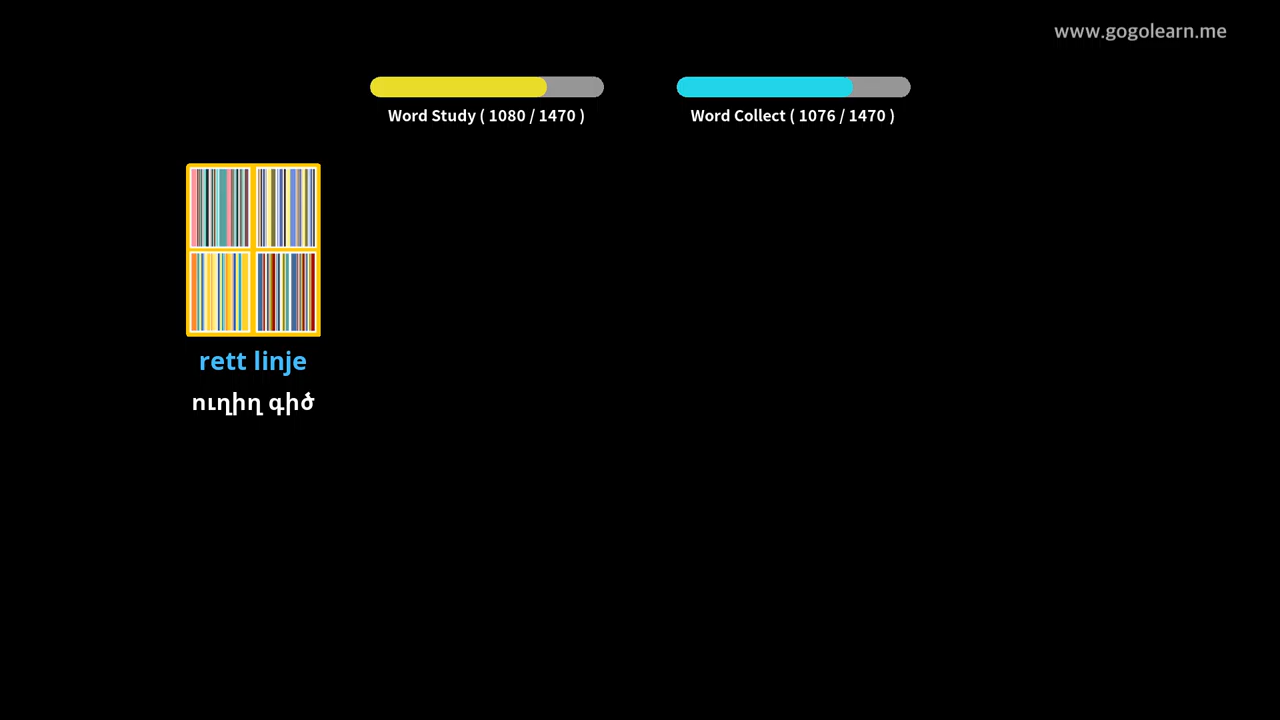 www.gogolearn.me
Word Study ( 1080 / 1470 )
Word Collect ( 1076 / 1470 )
rett linje
ուղիղ գիծ